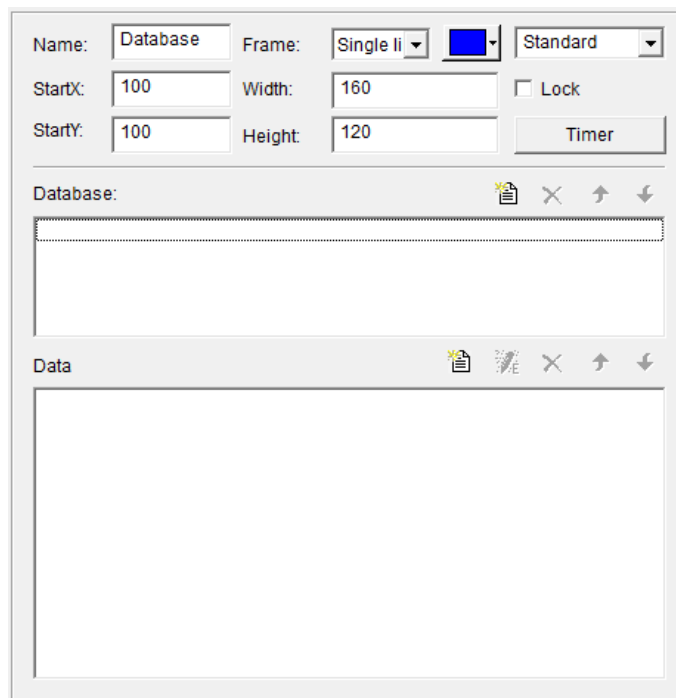 Name: Database Frame: Single li Standard
StartX: 100 Width: 160 Lock
StartY: 100 Height: 120 Timer
Database:
Data
E